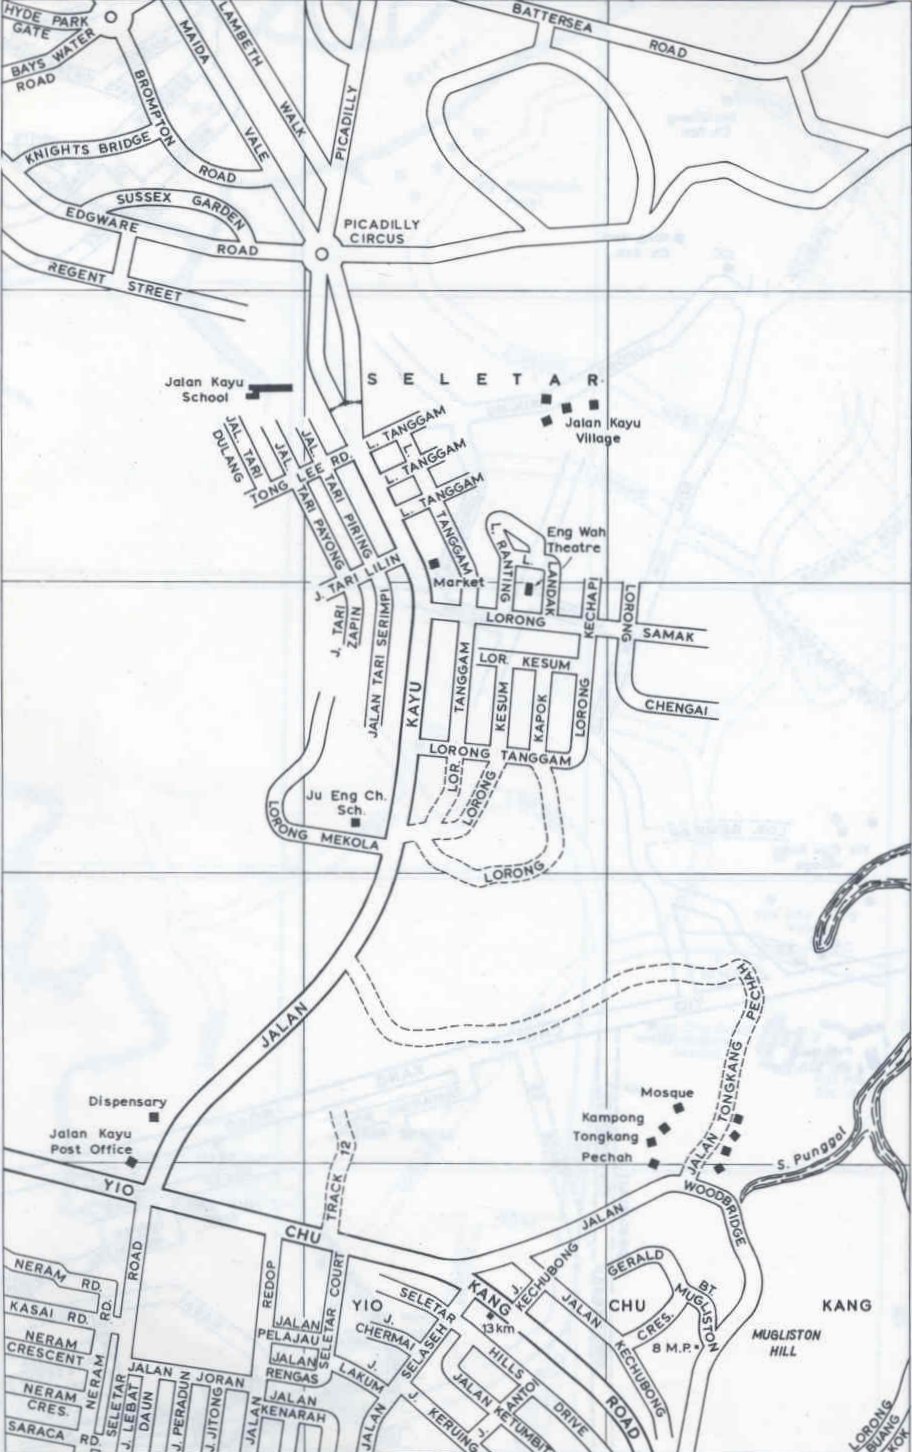 HYDE PARK
GATE
BAYS WATER
ROAD
BROMPTON
ROAD
MAIDA
VALE
LAMBETH
WALK
PICADILLY
BATTERSEA
ROAD
KNIGHTS BRIDGE
SUSSEX GARDEN
EDGWARE
ROAD
PICADILLY
CIRCUS
REGENT STREET
SELETAR
Jalan Kayu
School
Jalan Kayu
Village
JAL. TARI
DULANG
JAL.
TARI PAYONG
JAL.
TARI PIRING
TONG LEE RD.
L. TANGGAM
L. TANGGAM
L. TANGGAM
TANGGAM
L. RANTING
L.
LANDAK
Eng Wah
Theatre
Market
J. TARI LILIN
J. TARI
ZAPIN
JALAN TARI SERIMPI
KAYU
LORONG
KECHAPI
LORONG
SAMAK
CHENGAI
LOR. KESUM
TANGGAM
KESUM
KAPOK
LORONG
LORONG TANGGAM
LOR.
LORONG
LORONG
Ju Eng Ch.
Sch.
LORONG MEKOLA
JALAN
PECHAH
JALAN TONGKANG
Dispensary
Jalan Kayu
Post Office
Mosque
Kampong
Tongkang
Pechah
S. Punggol
TRACK 12
YIO
CHU
KANG
ROAD
JALAN
WOODBRIDGE
NERAM RD.
KASAI RD.
NERAM
CRESCENT
NERAM
CRES.
SARACA RD.
NERAM
RD.
SELETAR
ROAD
J. LEBAT
DAUN
J. PERADUN
J. JITONG
JALAN JORAN
JALAN
REDOP
JALAN
PELAJAU
JALAN
RENGAS
JALAN
KENARAH
SELETAR COURT
YIO
J.
CHERMAI
J.
LAKUM
JALAN
SELASEH
SELETAR
HILLS
DRIVE
J.
KERUING
JALAN
KETUMBIT
J.
13km
J.
KECHUBONG
JALAN
KECHUBONG
GERALD
CRES.
BT.
MUGLISTON
CHU
KANG
8 M.P.
MUGLISTON
HILL
LORONG